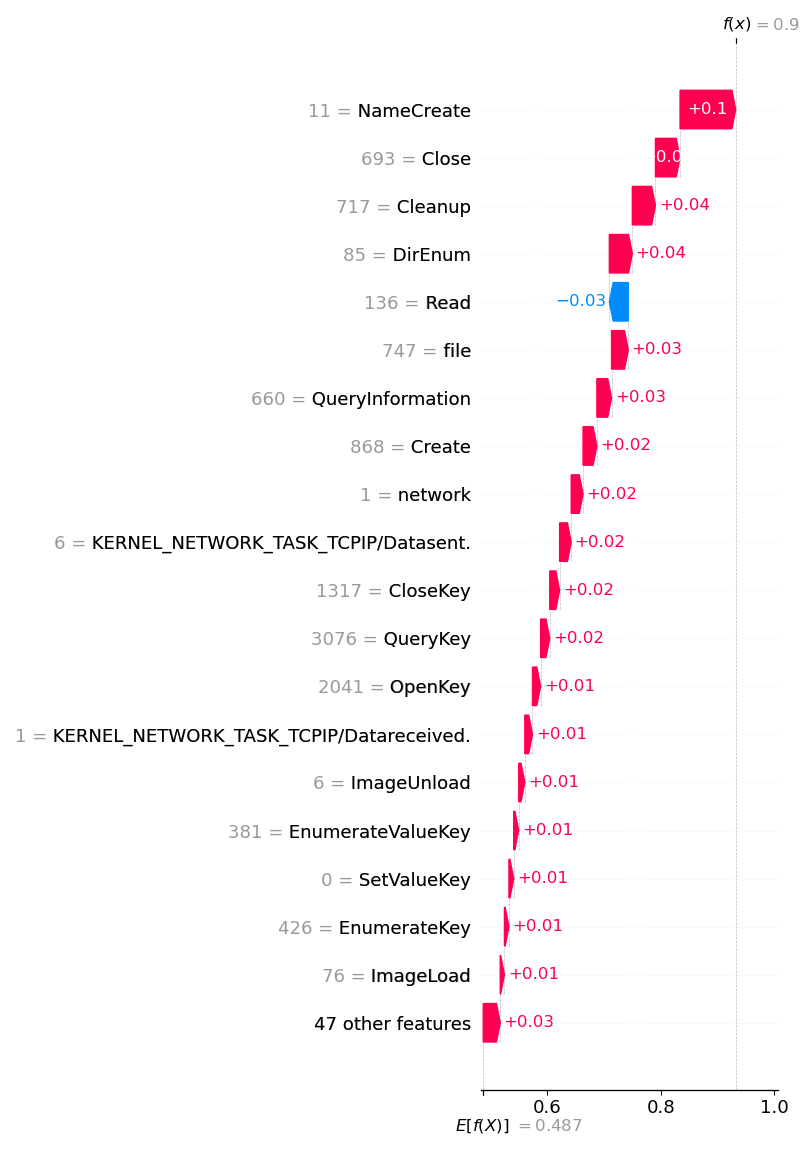 f(x) = 0.9
11 = NameCreate
+0.1
693 = Close
0.0
717 = Cleanup
+0.04
85 = DirEnum
+0.04
136 = Read
−0.03
747 = file
+0.03
660 = QueryInformation
+0.03
868 = Create
+0.02
1 = network
+0.02
6 = KERNEL_NETWORK_TASK_TCPIP/Datasent.
+0.02
1317 = CloseKey
+0.02
3076 = QueryKey
+0.02
2041 = OpenKey
+0.01
1 = KERNEL_NETWORK_TASK_TCPIP/Datareceived.
+0.01
6 = ImageUnload
+0.01
381 = EnumerateValueKey
+0.01
0 = SetValueKey
+0.01
426 = EnumerateKey
+0.01
76 = ImageLoad
+0.01
47 other features
+0.03
0.6 0.8 1.0
E[f(X)] = 0.487